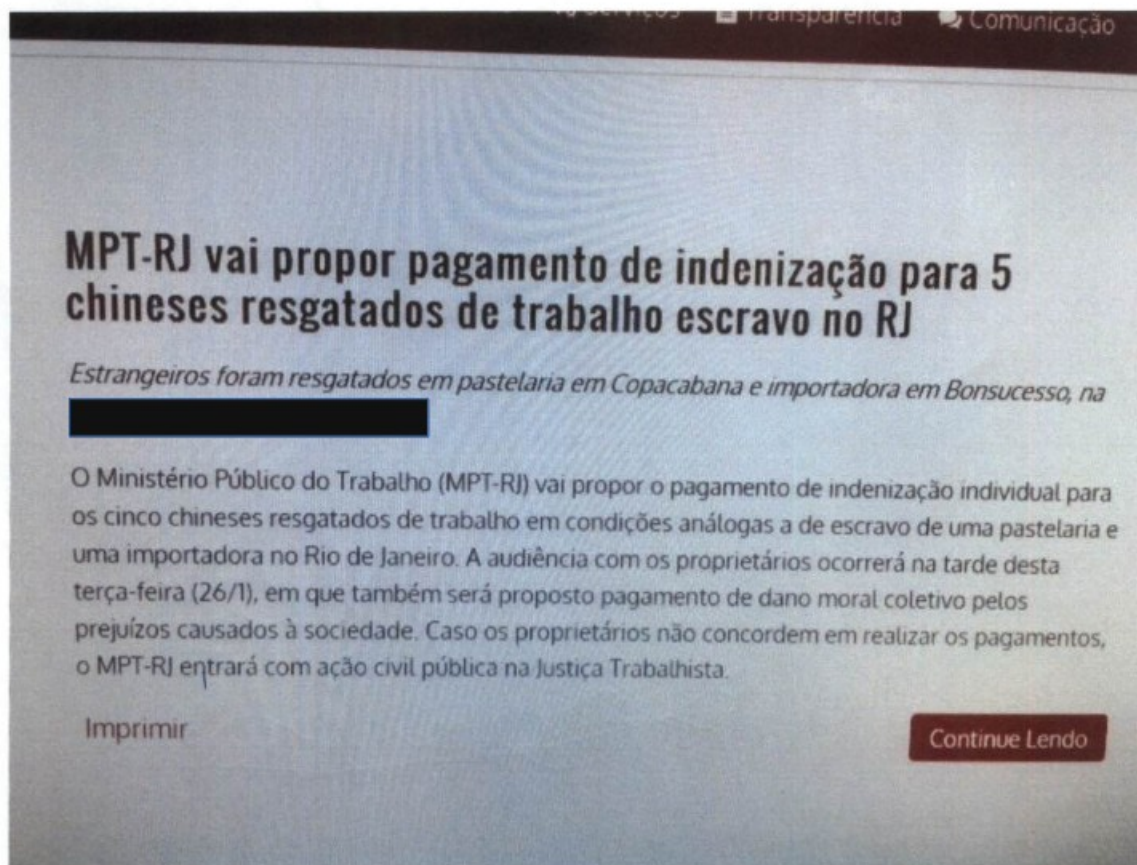 Serviços Transparência Comunicação
MPT-RJ vai propor pagamento de indenização para 5
chineses resgatados de trabalho escravo no RJ
Estrangeiros foram resgatados em pastelaria em Copacabana e importadora em Bonsucesso, na
O Ministério Público do Trabalho (MPT-RJ) vai propor o pagamento de indenização individual para
os cinco chineses resgatados de trabalho em condições análogas a de escravo de uma pastelaria e
uma importadora no Rio de Janeiro. A audiência com os proprietários ocorrerá na tarde desta
terça-feira (26/1), em que também será proposto pagamento de dano moral coletivo pelos
prejuízos causados à sociedade. Caso os proprietários não concordem em realizar os pagamentos,
o MPT-RJ entrará com ação civil pública na Justiça Trabalhista.
Imprimir Continue Lendo